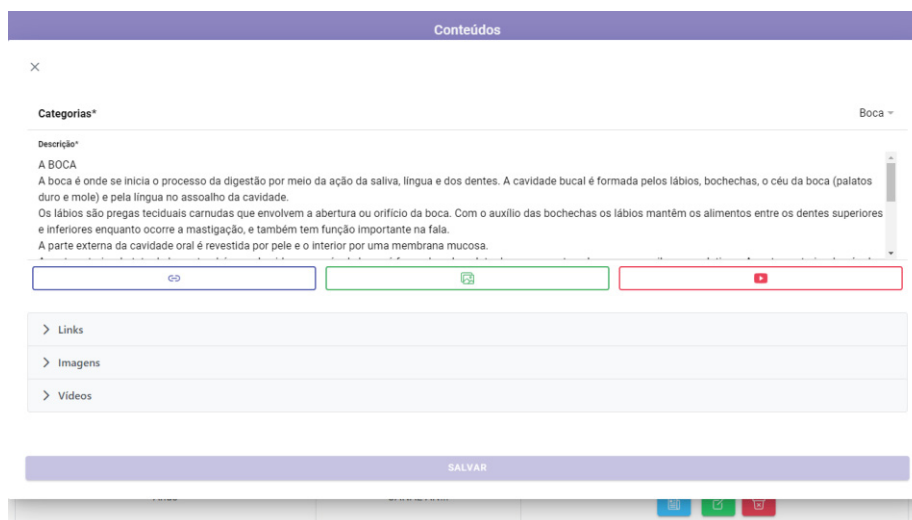 Conteúdos
Categorias*
Boca
Descrição*
A BOCA
A boca é onde se inicia o processo da digestão por meio da ação da saliva, língua e dos dentes. A cavidade bucal é formada pelos lábios, bochechas, o céu da boca (palatos
duro e mole) e pela língua no assoalho da cavidade.
Os lábios são pregas teciduais carnudas que envolvem a abertura ou orifício da boca. Com o auxílio das bochechas os lábios mantêm os alimentos entre os dentes superiores
e inferiores enquanto ocorre a mastigação, e também tem função importante na fala.
A parte externa da cavidade oral é revestida por pele e o interior por uma membrana mucosa.
Links
Imagens
Vídeos
SALVAR